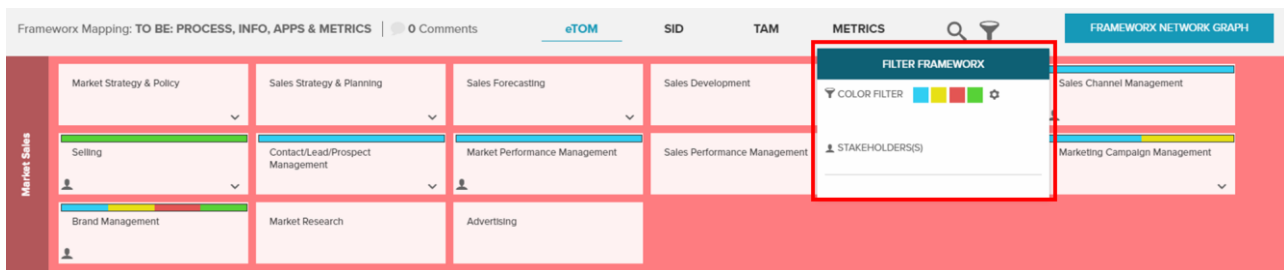 Frameworx Mapping: TO BE: PROCESS, INFO, APPS & METRICS | 0 Comments eTOM SID TAM METRICS FRAMEWORX NETWORK GRAPH
FILTER FRAMEWORX
COLOR FILTER
STAKEHOLDERS(S)
Market Sales
Market Strategy & Policy
Sales Strategy & Planning
Sales Forecasting
Sales Development
Sales Channel Management
Selling
Contact/Lead/Prospect
Management
Market Performance Management
Sales Performance Management
Marketing Campaign Management
Brand Management
Market Research
Advertising